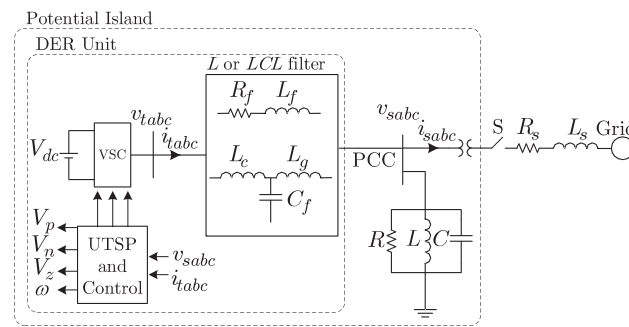 Potential Island
DER Unit
L or LCL filter
R_f L_f
v_tabc
i_tabc
V_dc
VSC
L_c L_g
C_f
v_sabc
i_sabc
PCC
S
R_s
L_s
Grid
R L C
V_p
V_n
V_z
ω
UTSP
and
Control
v_sabc
i_tabc